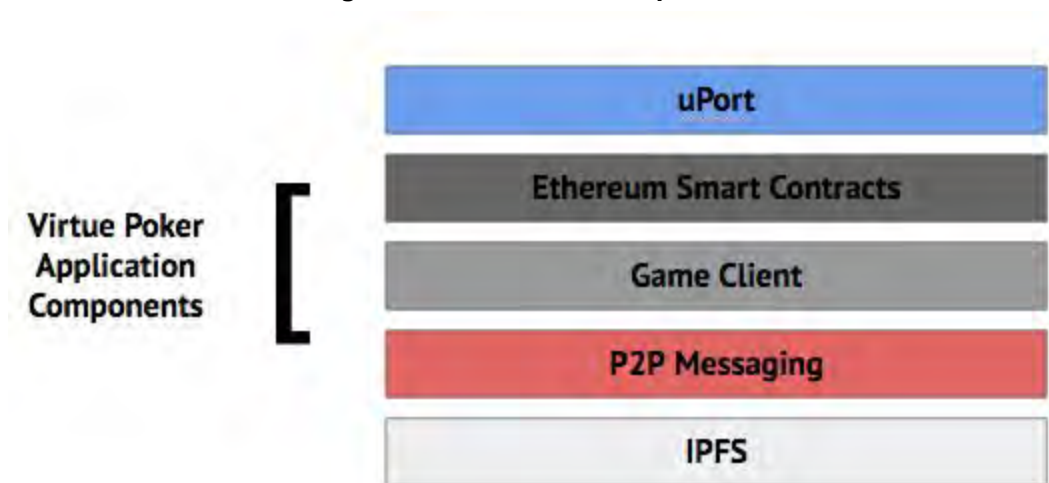 uPort
Ethereum Smart Contracts
Virtue Poker
Application
Components
Game Client
P2P Messaging
IPFS